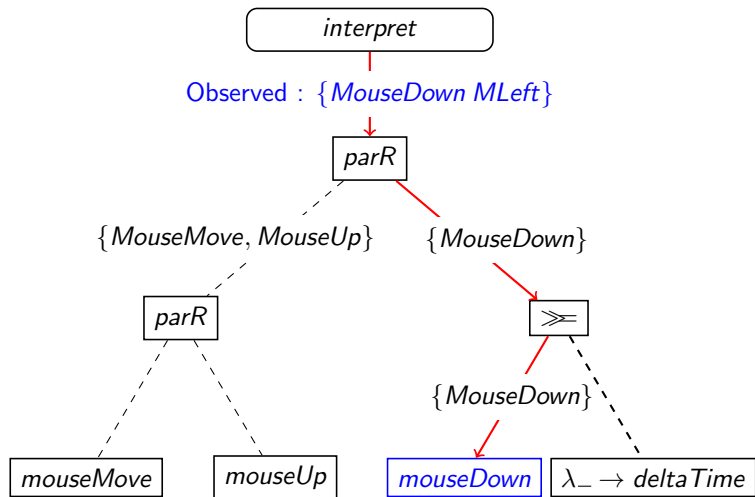 interpret
Observed : {MouseDown MLeft}
parR
{MouseMove, MouseUp}
{MouseDown}
parR
≫=
{MouseDown}
mouseMove
mouseUp
mouseDown
λ_ → deltaTime